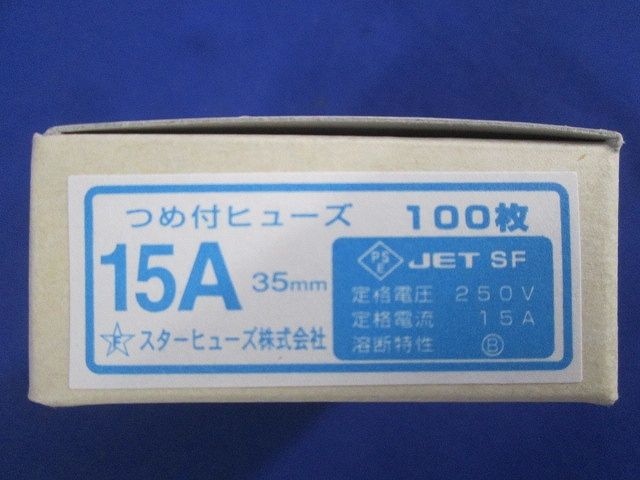 つめ付ヒューズ 100枚
15A 35mm
F スターヒューズ株式会社
PSE JET SF
定格電圧 250V
定格電流 15A
溶断特性 Ⓑ